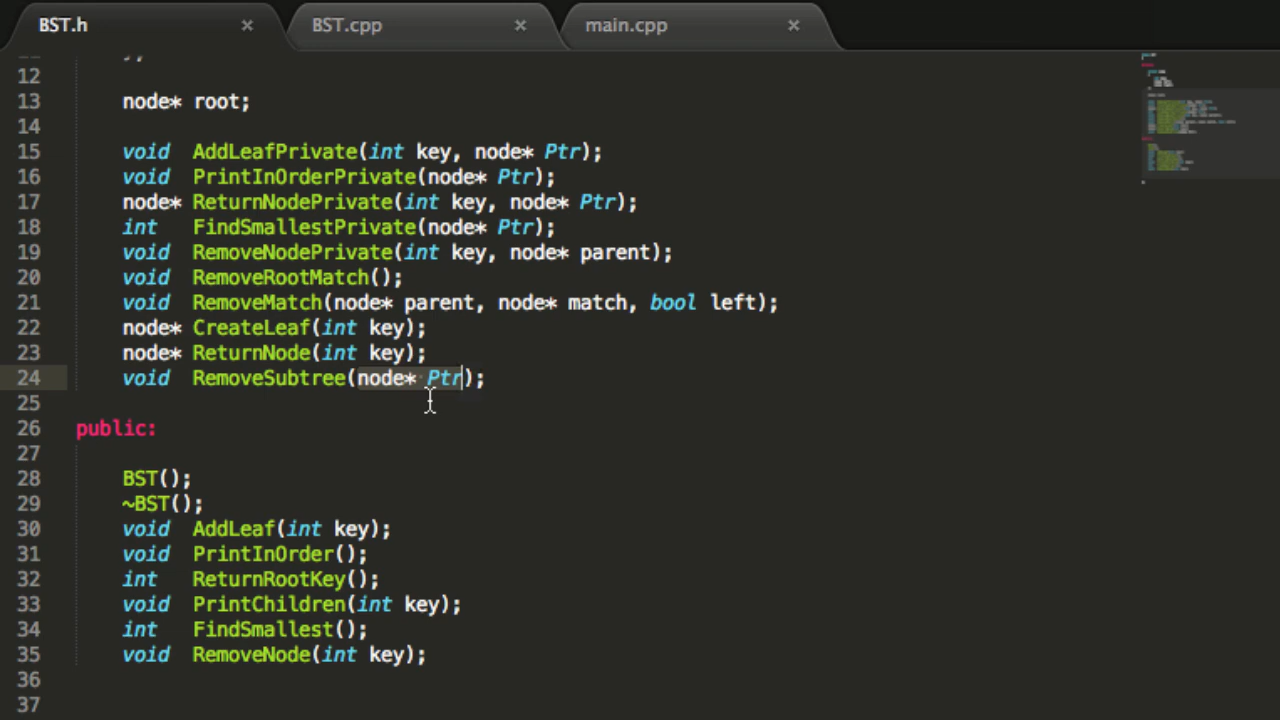 BST.h × BST.cpp × main.cpp ×
12
13 node* root;
14
15 void AddLeafPrivate(int key, node* Ptr);
16 void PrintInOrderPrivate(node* Ptr);
17 node* ReturnNodePrivate(int key, node* Ptr);
18 int FindSmallestPrivate(node* Ptr);
19 void RemoveNodePrivate(int key, node* parent);
20 void RemoveRootMatch();
21 void RemoveMatch(node* parent, node* match, bool left);
22 node* CreateLeaf(int key);
23 node* ReturnNode(int key);
24 void RemoveSubtree(node* Ptr);
25
26 public:
27
28 BST();
29 ~BST();
30 void AddLeaf(int key);
31 void PrintInOrder();
32 int ReturnRootKey();
33 void PrintChildren(int key);
34 int FindSmallest();
35 void RemoveNode(int key);
36
37